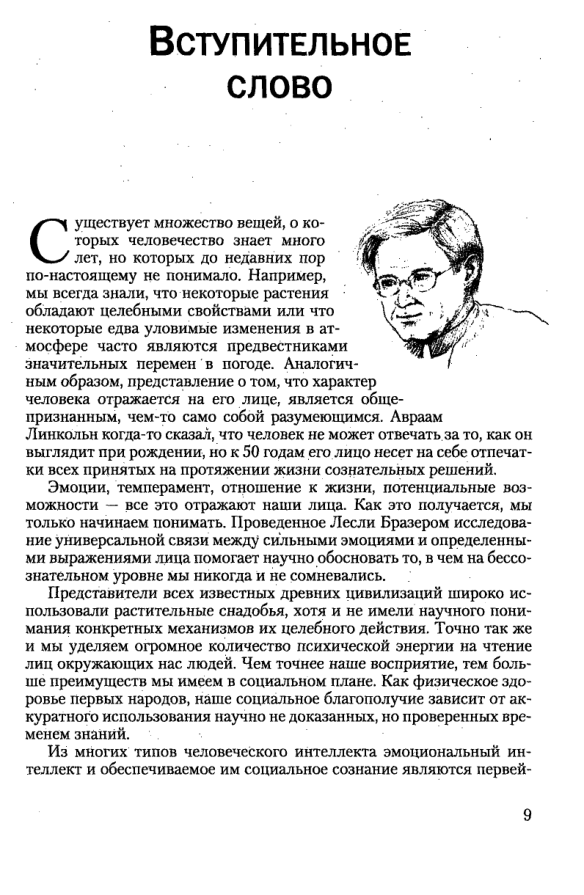 Вступительное
слово
Существует множество вещей, о ко-
торых человечество знает много
лет, но которых до недавних пор
по-настоящему не понимало. Например,
мы всегда знали, что некоторые растения
обладают целебными свойствами или что
некоторые едва уловимые изменения в ат-
мосфере часто являются предвестниками
значительных перемен в погоде. Аналогич-
ным образом, представление о том, что характер
человека отражается на его лице, является обще-
признанным, чем-то само собой разумеющимся. Авраам
Линкольн когда-то сказал, что человек не может отвечать за то, как он
выглядит при рождении, но к 50 годам его лицо несет на себе отпечат-
ки всех принятых на протяжении жизни сознательных решений.
Эмоции, темперамент, отношение к жизни, потенциальные воз-
можности — все это отражают наши лица. Как это получается, мы
только начинаем понимать. Проведенное Лесли Бразером исследова-
ние универсальной связи между сильными эмоциями и определенны-
ми выражениями лица помогает научно обосновать то, в чем на бессо-
знательном уровне мы никогда и не сомневались.
Представители всех известных древних цивилизаций широко ис-
пользовали растительные снадобья, хотя и не имели научного пони-
мания конкретных механизмов их целебного действия. Точно так же
и мы уделяем огромное количество психической энергии на чтение
лиц окружающих нас людей. Чем точнее наше восприятие, тем боль-
ше преимуществ мы имеем в социальном плане. Как физическое здо-
ровье первых народов, наше социальное благополучие зависит от ак-
куратного использования научно не доказанных, но проверенных вре-
менем знаний.
Из многих типов человеческого интеллекта эмоциональный ин-
теллект и обеспечиваемое им социальное сознание являются первей-
9